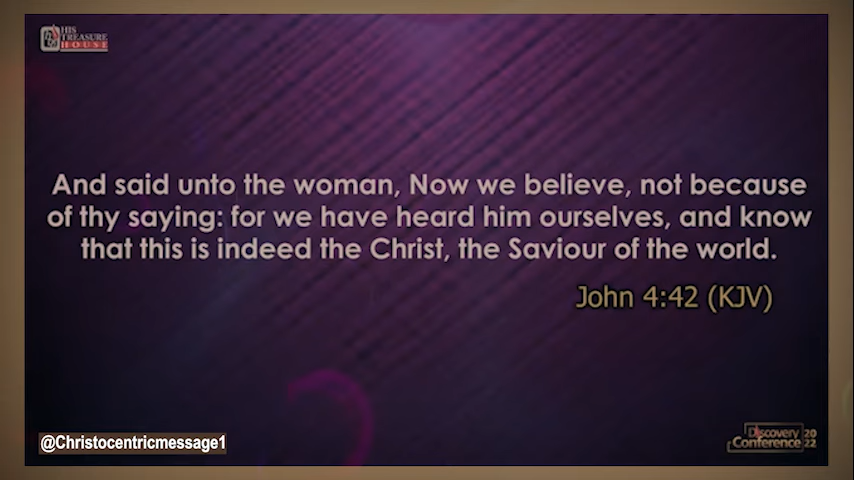 HIS
TREASURE
HOUSE
And said unto the woman, Now we believe, not because
of thy saying: for we have heard him ourselves, and know
that this is indeed the Christ, the Saviour of the world.
John 4:42 (KJV)
@Christocentricmessage1
Discovery 20
Conference 22